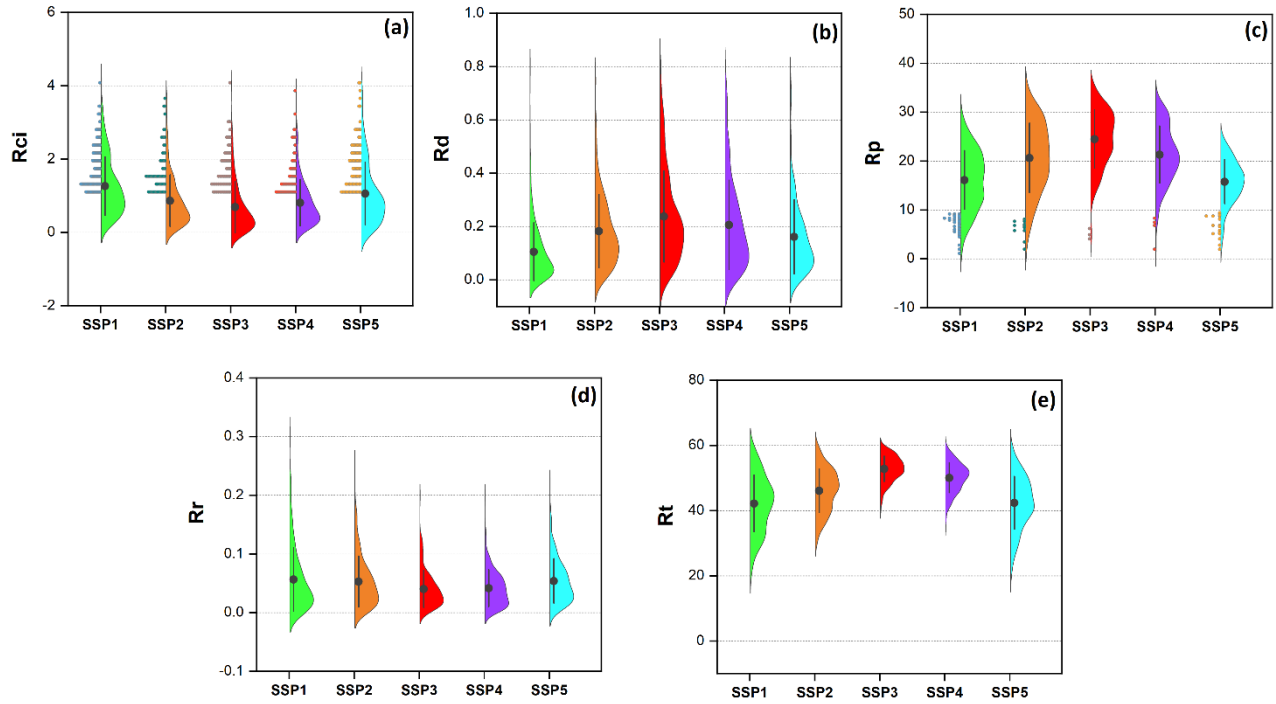 (a)
Rci
6
4
2
0
-2
SSP1 SSP2 SSP3 SSP4 SSP5
(b)
Rd
1.0
0.8
0.6
0.4
0.2
0.0
SSP1 SSP2 SSP3 SSP4 SSP5
(c)
Rp
50
40
30
20
10
0
-10
SSP1 SSP2 SSP3 SSP4 SSP5
(d)
Rr
0.4
0.3
0.2
0.1
0.0
-0.1
SSP1 SSP2 SSP3 SSP4 SSP5
(e)
Rt
80
60
40
20
0
SSP1 SSP2 SSP3 SSP4 SSP5